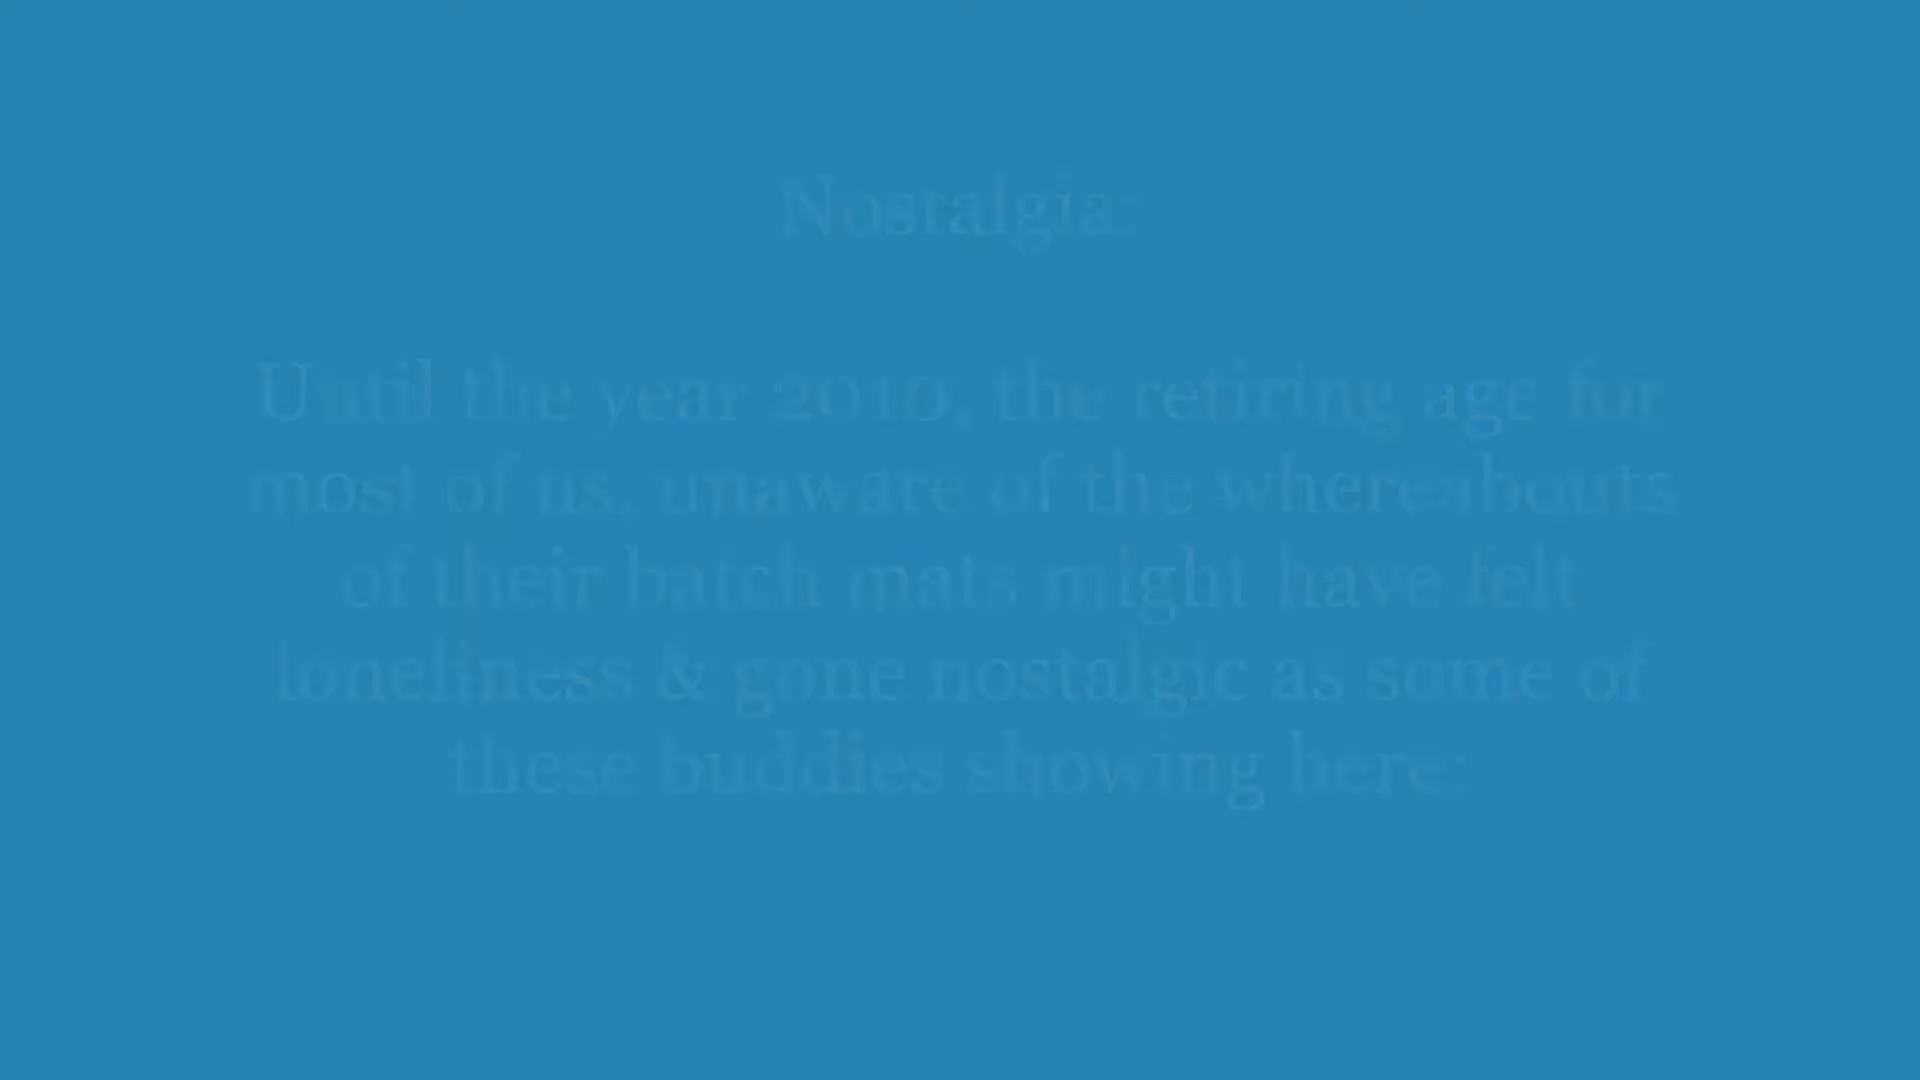 Nostalgia:
Until the year 2010, the retiring age for
most of us, unaware of the whereabouts
of their batch mats might have felt
loneliness & gone nostalgic as some of
these buddies showing here: